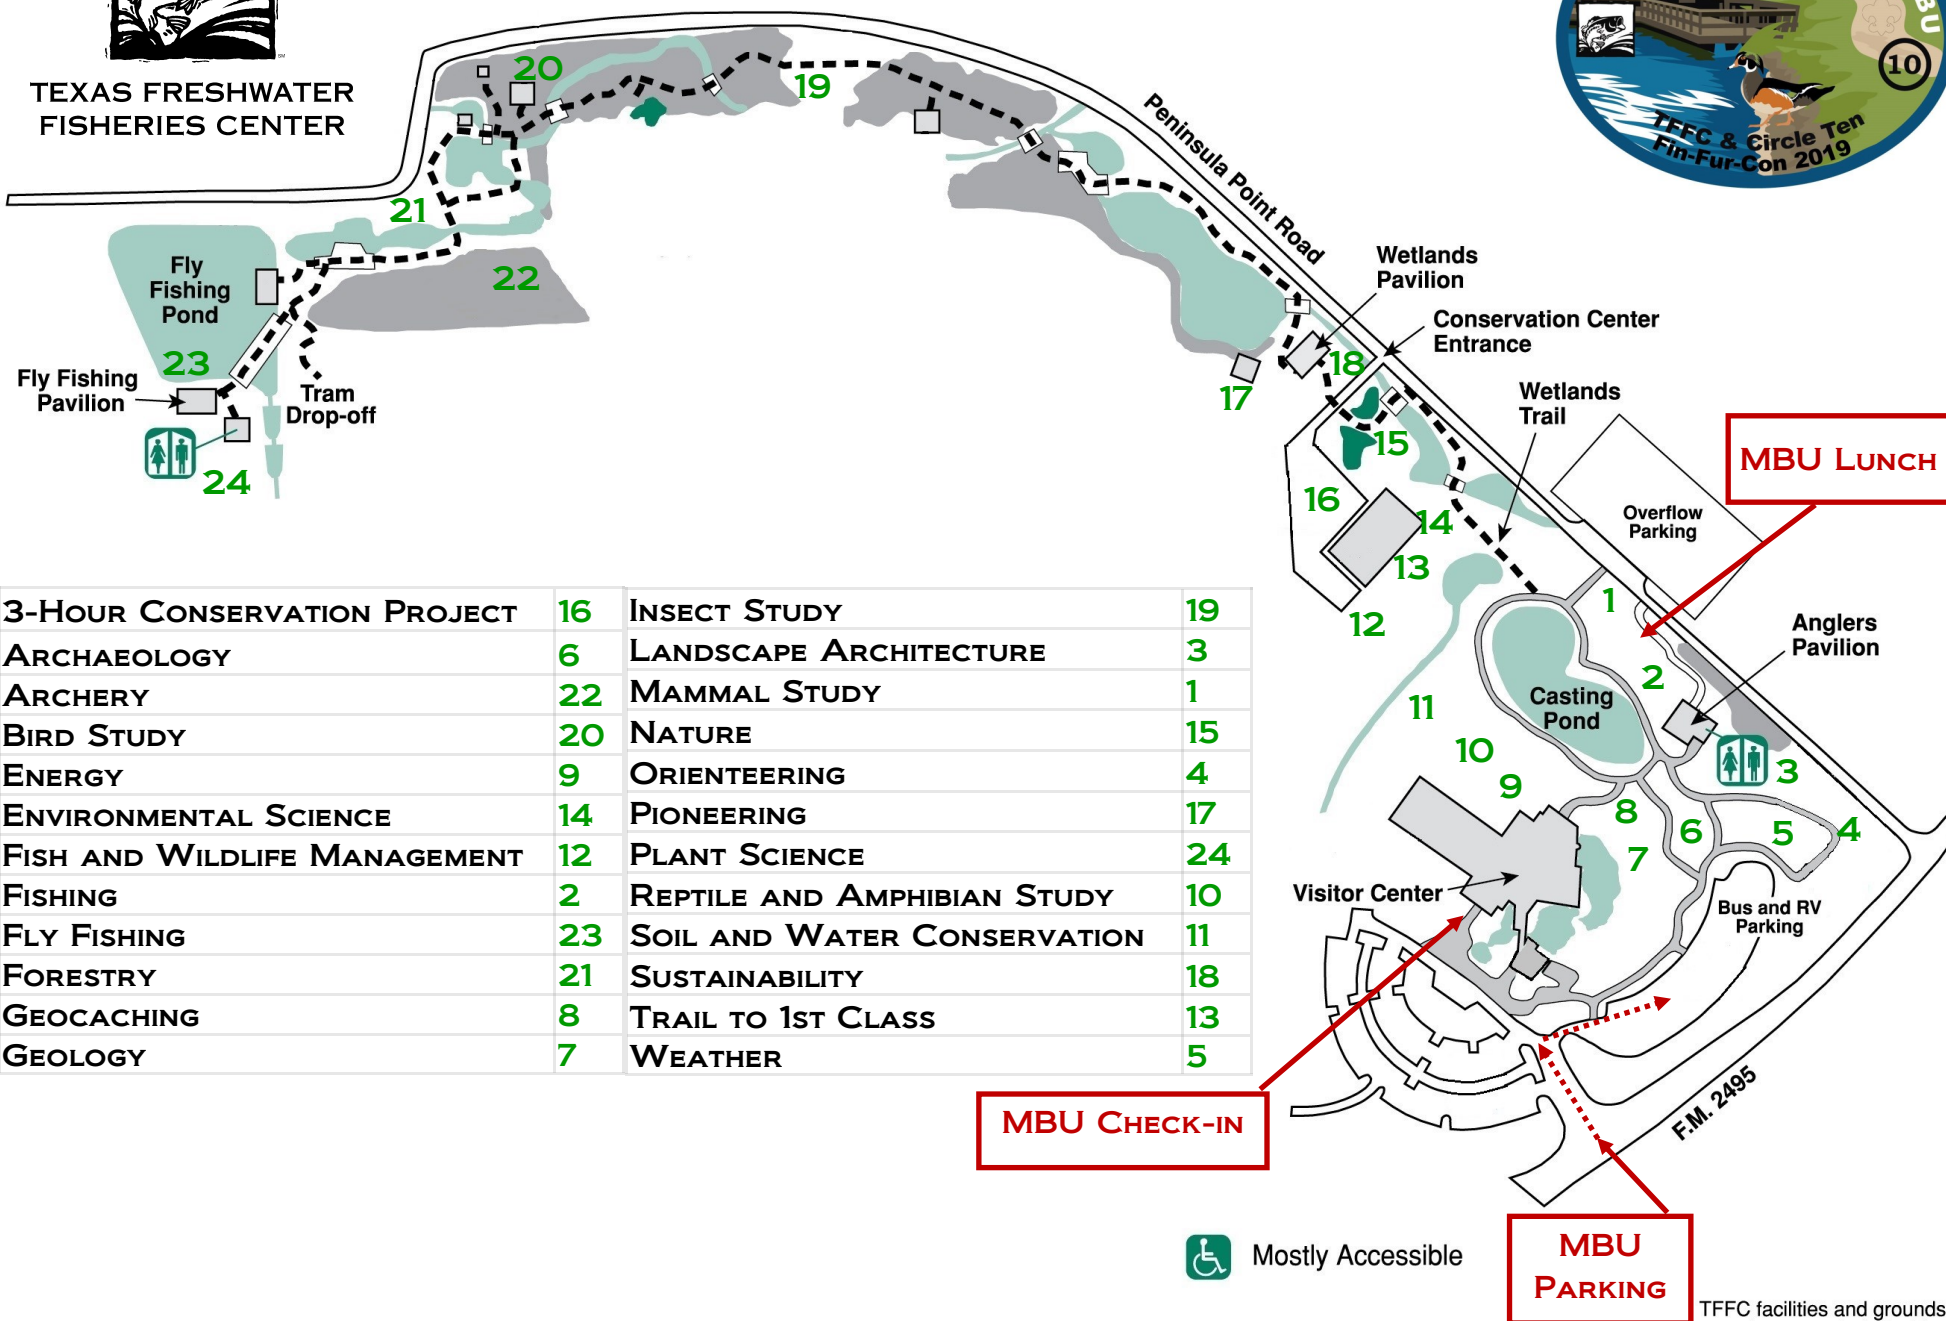 TEXAS FRESHWATER
FISHERIES CENTER
BU
10
TFFC & Circle Ten
Fin-Fur-Con 2019
20
19
21
22
Fly
Fishing
Pond
23
Fly Fishing
Pavilion
Tram
Drop-off
24
Peninsula Point Road
Wetlands
Pavilion
Conservation Center
Entrance
18
17
Wetlands
Trail
15
MBU LUNCH
16
14
Overflow
Parking
13
12
1
Anglers
Pavilion
2
11
Casting
Pond
10
3
9
8
6
5
4
7
Visitor Center
Bus and RV
Parking
F.M. 2495
3-HOUR CONSERVATION PROJECT 16
ARCHAEOLOGY 6
ARCHERY 22
BIRD STUDY 20
ENERGY 9
ENVIRONMENTAL SCIENCE 14
FISH AND WILDLIFE MANAGEMENT 12
FISHING 2
FLY FISHING 23
FORESTRY 21
GEOCACHING 8
GEOLOGY 7
INSECT STUDY 19
LANDSCAPE ARCHITECTURE 3
MAMMAL STUDY 1
NATURE 15
ORIENTEERING 4
PIONEERING 17
PLANT SCIENCE 24
REPTILE AND AMPHIBIAN STUDY 10
SOIL AND WATER CONSERVATION 11
SUSTAINABILITY 18
TRAIL TO 1ST CLASS 13
WEATHER 5
MBU CHECK-IN
MBU
PARKING
Mostly Accessible
TFFC facilities and grounds